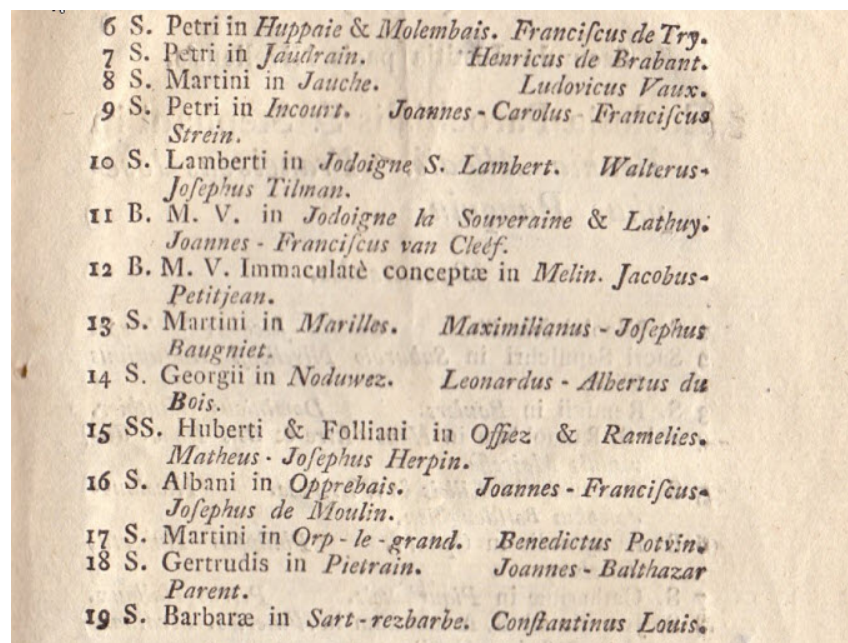 6 S. Petri in Huppaie & Molembais. Franciſcus de Try.
7 S. Petri in Jaudrain. Henricus de Brabant.
8 S. Martini in Jauche. Ludovicus Vaux.
9 S. Petri in Incourt. Joannes - Carolus - Franciſcus
Strein.
10 S. Lamberti in Jodoigne S. Lambert. Walterus-
Joſephus Tilman.
11 B. M. V. in Jodoigne la Souveraine & Lathuy.
Joannes - Franciſcus van Cleéf.
12 B. M. V. Immaculatè conceptæ in Melin. Jacobus-
Petitjean.
13 S. Martini in Marilles. Maximilianus - Joſephus
Baugniet.
14 S. Georgii in Noduwez. Leonardus - Albertus du
Bois.
15 SS. Huberti & Folliani in Offiez & Ramelies.
Matheus - Joſephus Herpin.
16 S. Albani in Opprebais. Joannes - Franciſcus-
Joſephus de Moulin.
17 S. Martini in Orp - le - grand. Benedictus Potvin.
18 S. Gertrudis in Pietrain. Joannes - Balthazar
Parent.
19 S. Barbaræ in Sart - rezbarbe. Conſtantinus Louis.